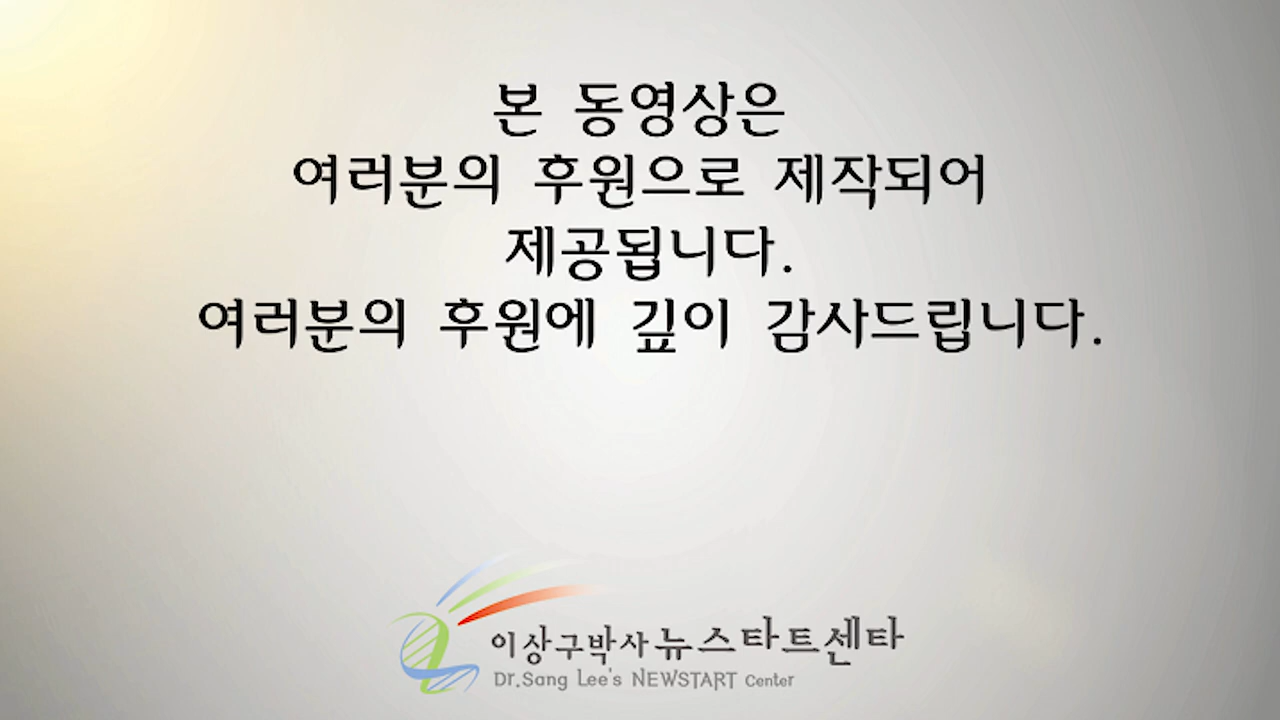 본 동영상은
여러분의 후원으로 제작되어
제공됩니다.
여러분의 후원에 깊이 감사드립니다.
이상구박사 뉴스타트센타
Dr.Sang Lee's NEWSTART Center